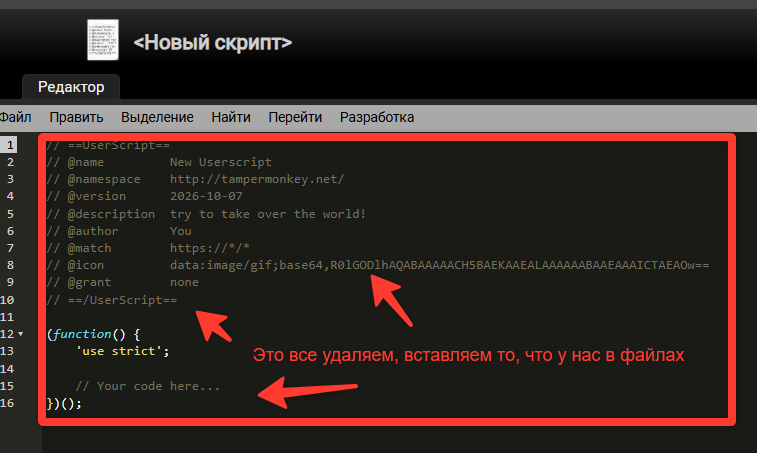 <Новый скрипт>
Редактор
Файл Править Выделение Найти Перейти Разработка
1 // ==UserScript==
2 // @name New Userscript
3 // @namespace http://tampermonkey.net/
4 // @version 2026-10-07
5 // @description try to take over the world!
6 // @author You
7 // @match https://*/*
8 // @icon data:image/gif;base64,R0lGODlhAQABAAAAACH5BAEKAAEALAAAAAABAAEAAAICTAEAOw==
9 // @grant none
10 // ==/UserScript==
11
12 (function() {
13 'use strict';
Это все удаляем, вставляем то, что у нас в файлах
14
15 // Your code here...
16 })();